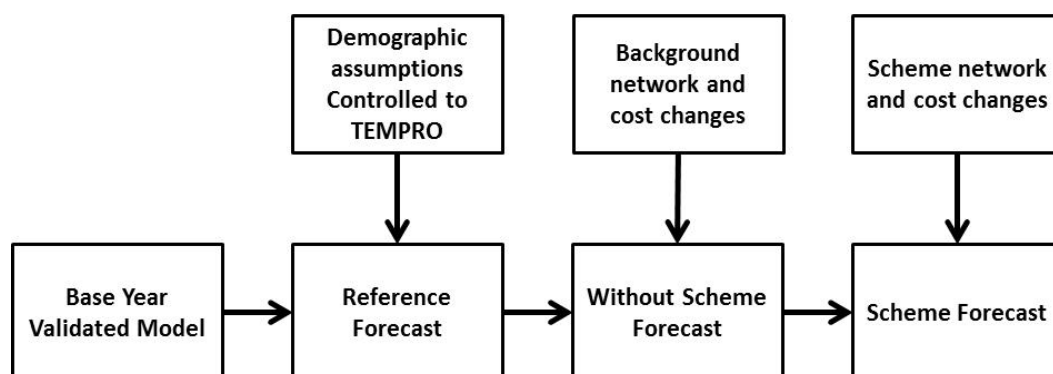 Demographic
assumptions
Controlled to
TEMPRO
Background
network and
cost changes
Scheme network
and cost changes
Base Year
Validated Model
Reference
Forecast
Without Scheme
Forecast
Scheme Forecast